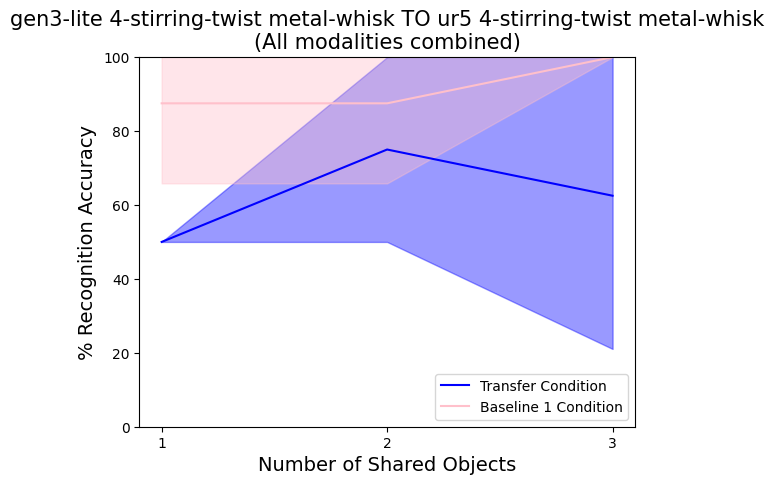 gen3-lite 4-stirring-twist metal-whisk TO ur5 4-stirring-twist metal-whisk
(All modalities combined)
% Recognition Accuracy
100
80
60
40
20
0
Transfer Condition
Baseline 1 Condition
1
2
3
Number of Shared Objects